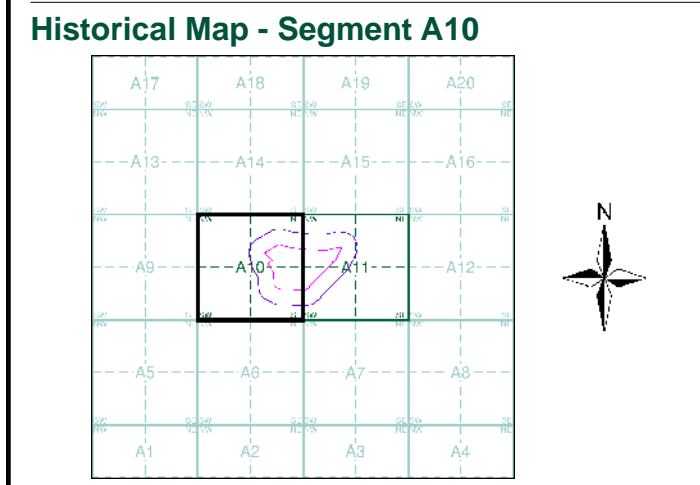 Historical Map - Segment A10
A17 A18 A19 A20
A13 A14 A15 A16
N
A9 A10 A11 A12
A5 A6 A7 A8
A1 A2 A3 A4